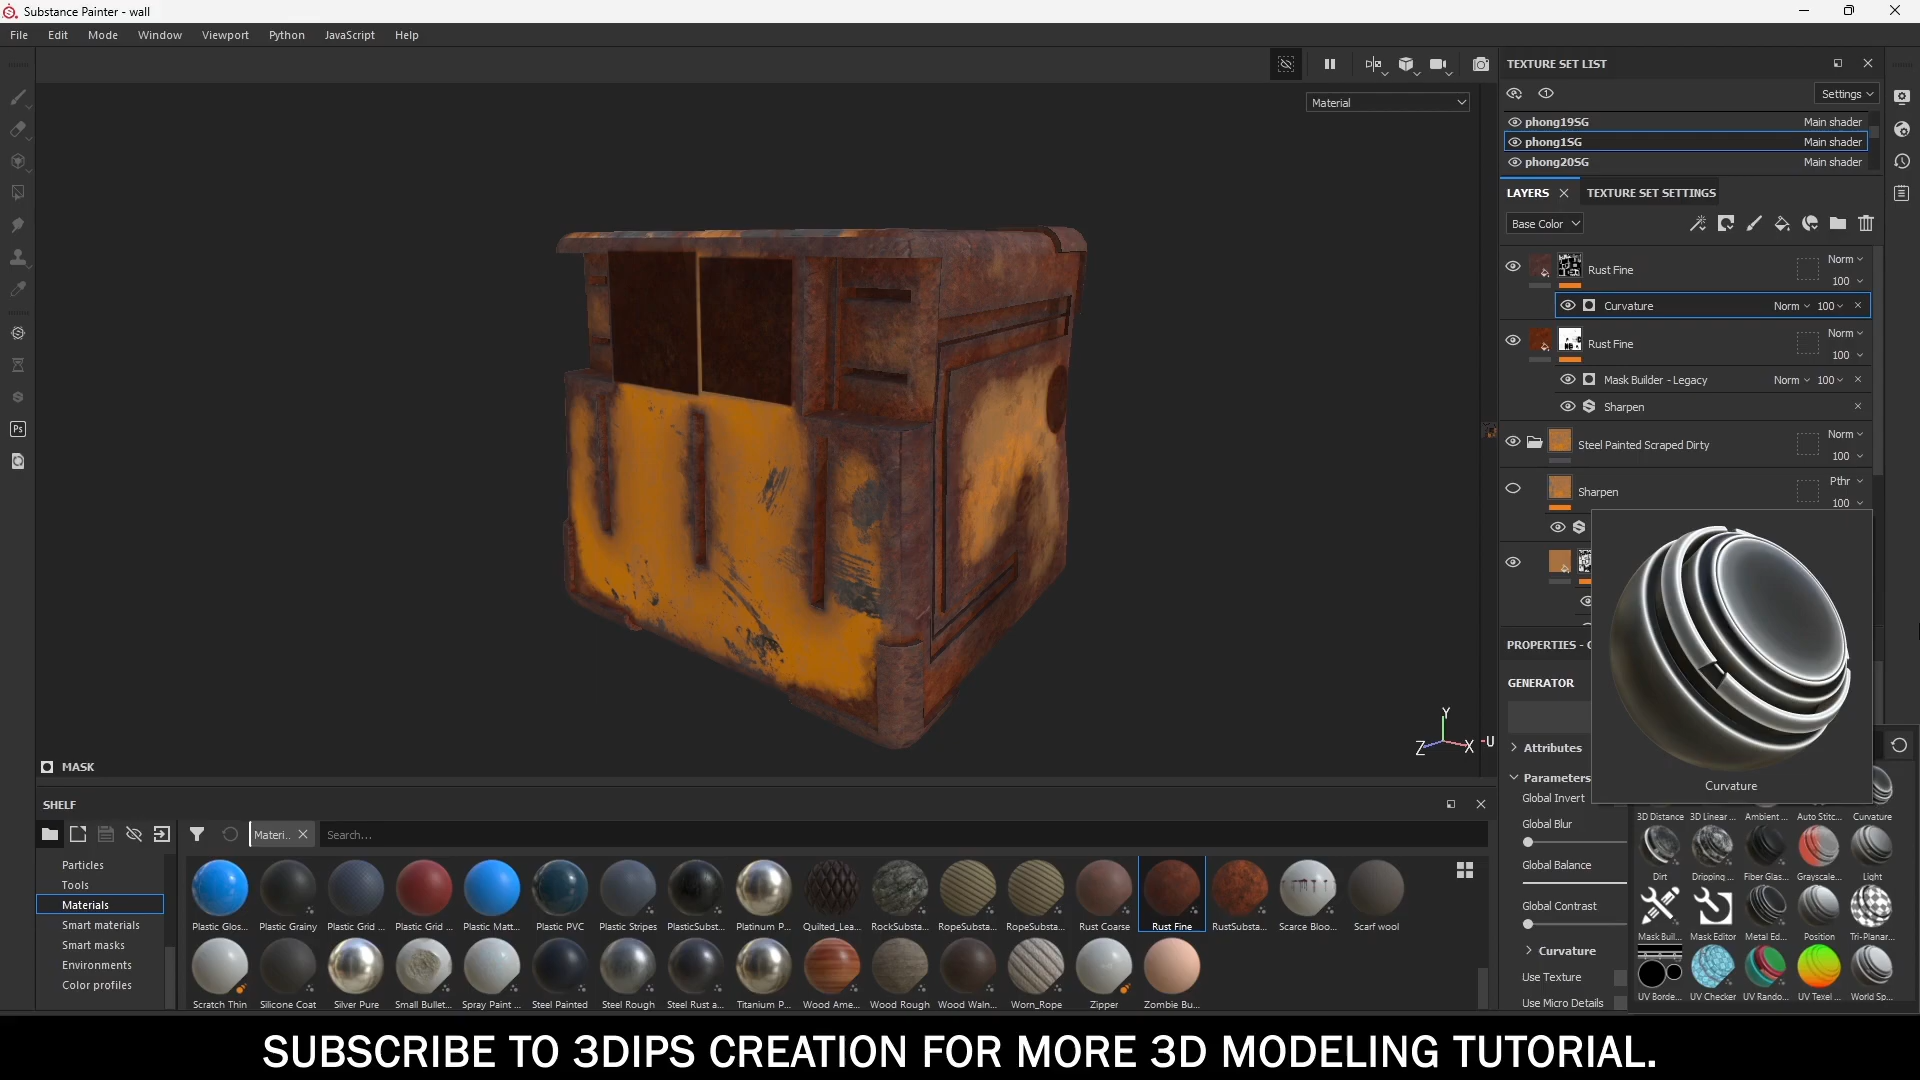 Substance Painter - wall
File Edit Mode Window Viewport Python JavaScript Help
Material
TEXTURE SET LIST
Settings
phong19SG Main shader
phong1SG Main shader
phong20SG Main shader
LAYERS TEXTURE SET SETTINGS
Base Color
Rust Fine Norm 100
Curvature Norm 100
Rust Fine Norm 100
Mask Builder - Legacy Norm 100
Sharpen
Steel Painted Scraped Dirty Norm 100
Sharpen Pthr 100
PROPERTIES -
GENERATOR
Attributes
Parameters
Global Invert
Global Blur
Global Balance
Global Contrast
Curvature
Use Texture
Use Micro Details
Curvature
3D Distance 3D Linear ... Ambient ... Auto Stitc... Curvature
Dirt Dripping ... Fiber Glas... Grayscale... Light
Mask Buil... Mask Editor Metal Ed... Position Tri-Planar...
UV Borde... UV Checker UV Rando... UV Texel ... World Sp...
Y
Z X -U
MASK
SHELF
Ps
Materi.. Search...
Particles
Tools
Materials
Smart materials
Smart masks
Environments
Color profiles
Plastic Glos... Plastic Grainy Plastic Grid ... Plastic Grid ... Plastic Matt... Plastic PVC Plastic Stripes PlasticSubst... Platinum P... Quilted_Lea... RockSubsta... RopeSubsta... RopeSubsta... Rust Coarse Rust Fine RustSubsta... Scarce Bloo... Scarf wool
Scratch Thin Silicone Coat Silver Pure Small Bullet... Spray Paint ... Steel Painted Steel Rough Steel Rust a... Titanium P... Wood Ame... Wood Rough Wood Waln... Worn_Rope Zipper Zombie Bu...
SUBSCRIBE TO 3DIPS CREATION FOR MORE 3D MODELING TUTORIAL.